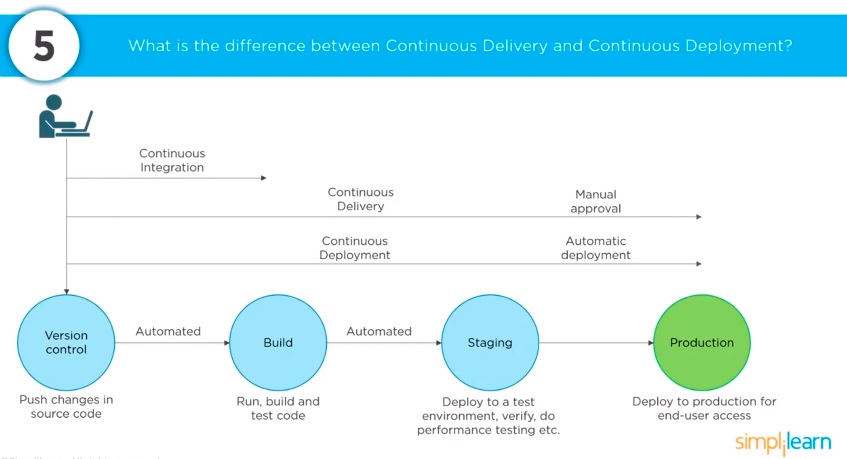 5
What is the difference between Continuous Delivery and Continuous Deployment?
Continuous
Integration
Continuous
Delivery
Manual
approval
Continuous
Deployment
Automatic
deployment
Version
control
Automated
Build
Automated
Staging
Production
Push changes in
source code
Run, build and
test code
Deploy to a test
environment, verify, do
performance testing etc.
Deploy to production for
end-user access
simplilearn